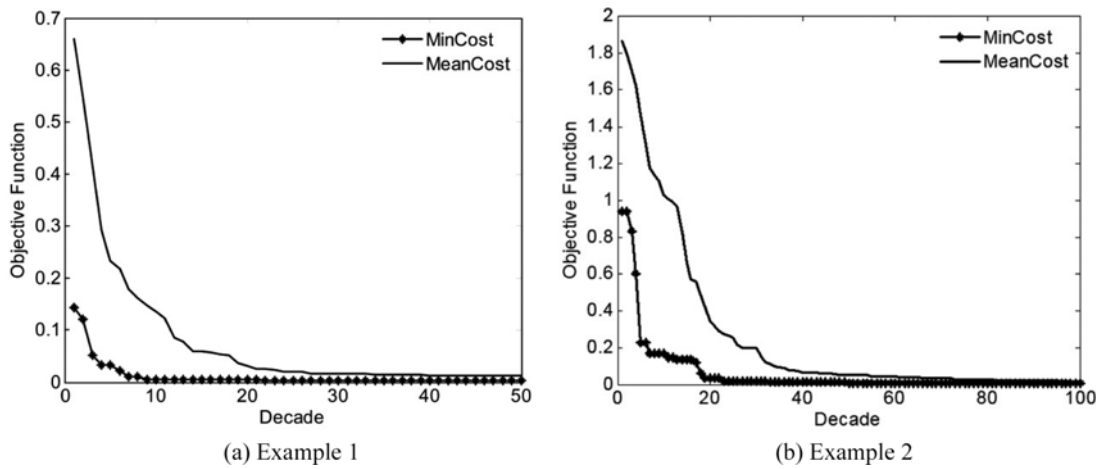 0.7
0.6
0.5
0.4
0.3
0.2
0.1
0
Objective Function
MinCost
MeanCost
0 10 20 30 40 50
Decade
(a) Example 1
2
1.8
1.6
1.4
1.2
1
0.8
0.6
0.4
0.2
0
Objective Function
MinCost
MeanCost
0 20 40 60 80 100
Decade
(b) Example 2